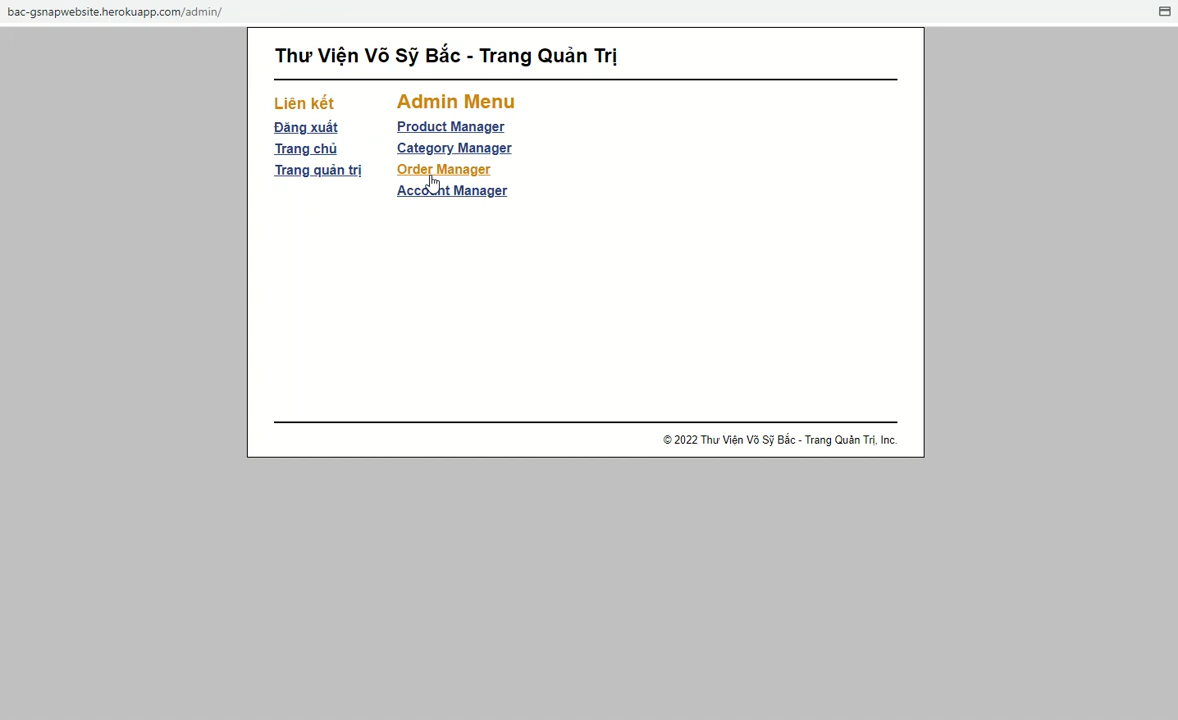 bac-gsnapwebsite.herokuapp.com/admin/
Thư Viện Võ Sỹ Bắc - Trang Quản Trị
Liên kết
Đăng xuất
Trang chủ
Trang quản trị
Admin Menu
Product Manager
Category Manager
Order Manager
Account Manager
© 2022 Thư Viện Võ Sỹ Bắc - Trang Quản Trị, Inc.